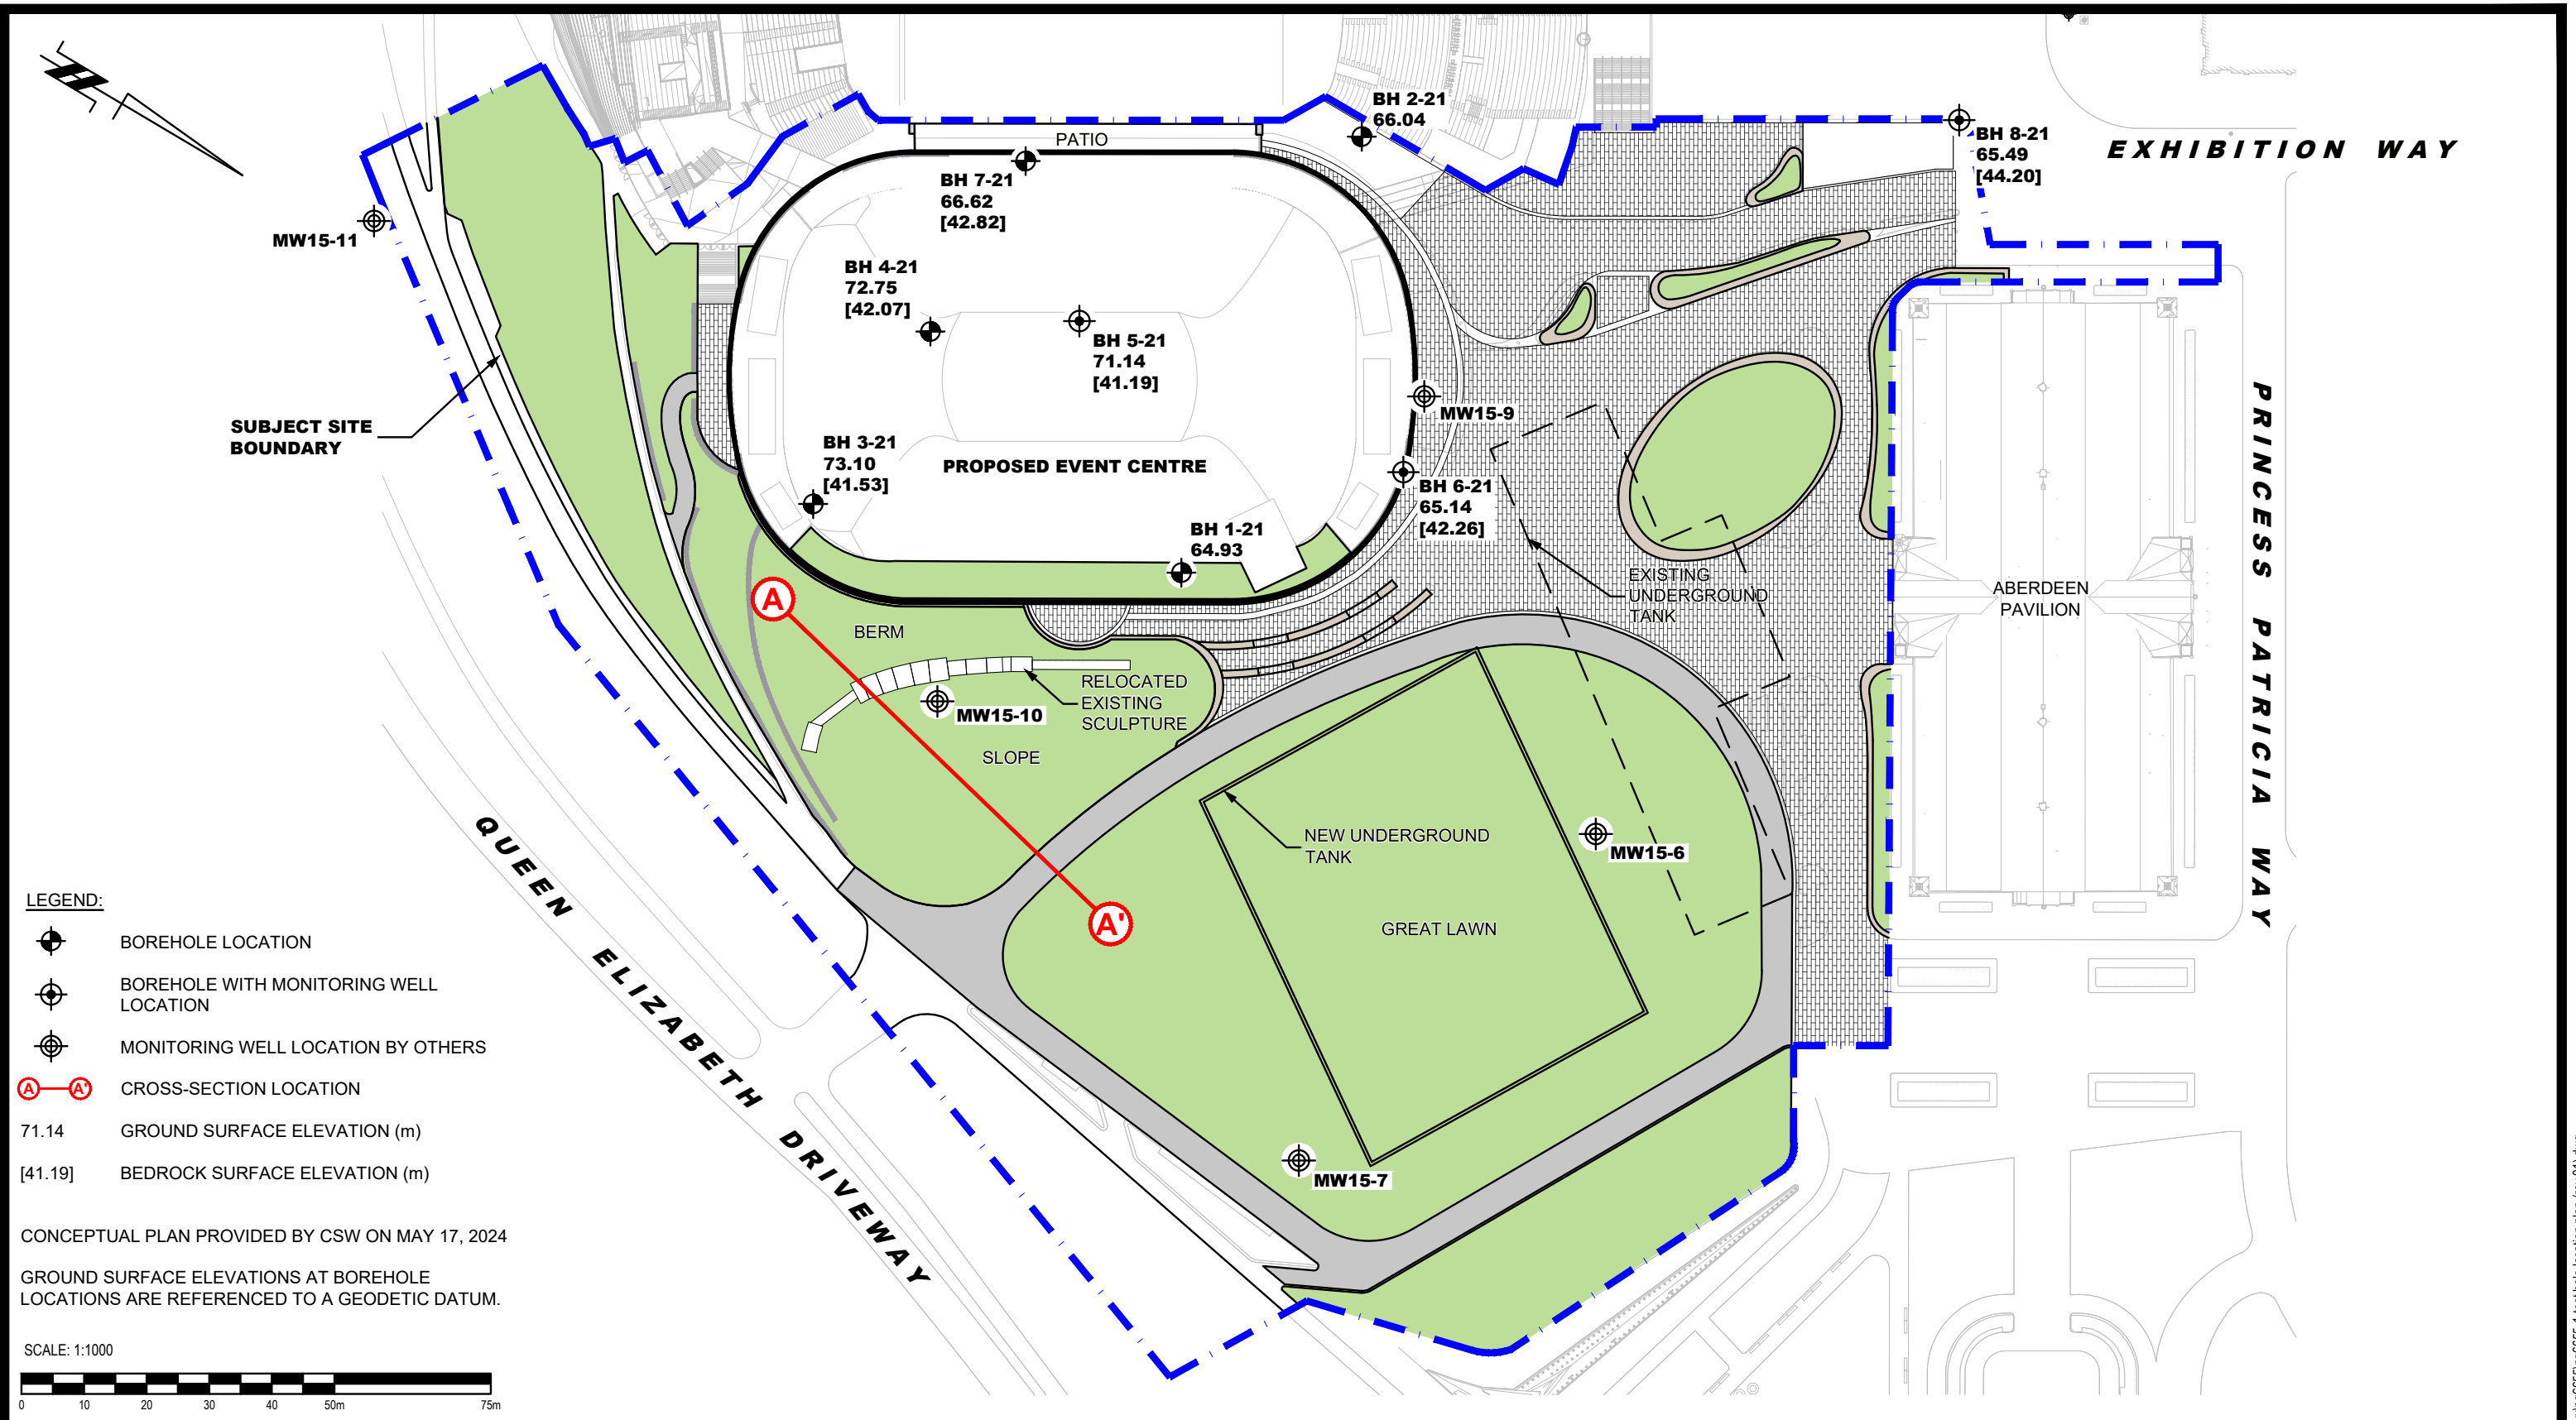 BH 2-21
66.04
PATIO
BH 8-21
65.49
[44.20]
EXHIBITION WAY
BH 7-21
66.62
[42.82]
MW15-11
BH 4-21
72.75
[42.07]
BH 5-21
71.14
[41.19]
SUBJECT SITE
BOUNDARY
MW15-9
BH 3-21
73.10
[41.53]
PROPOSED EVENT CENTRE
BH 6-21
65.14
[42.26]
BH 1-21
64.93
PRINCESS PATRICIA WAY
EXISTING
UNDERGROUND
TANK
ABERDEEN
PAVILION
A
BERM
RELOCATED
EXISTING
SCULPTURE
MW15-10
SLOPE
NEW UNDERGROUND
TANK
MW15-6
A'
GREAT LAWN
QUEEN ELIZABETH DRIVEWAY
MW15-7
LEGEND:
BOREHOLE LOCATION
BOREHOLE WITH MONITORING WELL
LOCATION
MONITORING WELL LOCATION BY OTHERS
A A' CROSS-SECTION LOCATION
71.14 GROUND SURFACE ELEVATION (m)
[41.19] BEDROCK SURFACE ELEVATION (m)
CONCEPTUAL PLAN PROVIDED BY CSW ON MAY 17, 2024
GROUND SURFACE ELEVATIONS AT BOREHOLE
LOCATIONS ARE REFERENCED TO A GEODETIC DATUM.
SCALE: 1:1000
0 10 20 30 40 50m 75m